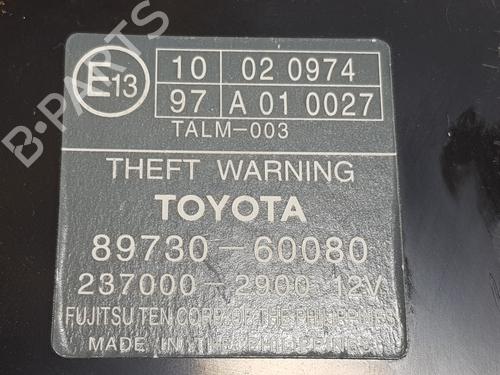 E13
10 02 0974
97 A 01 0027
TALM-003
THEFT WARNING
TOYOTA
89730-60080
237000-2900 12V
FUJITSU TEN CORP. OF THE PHILIPPINES
MADE IN THE PHILIPPINES
B-PARTS